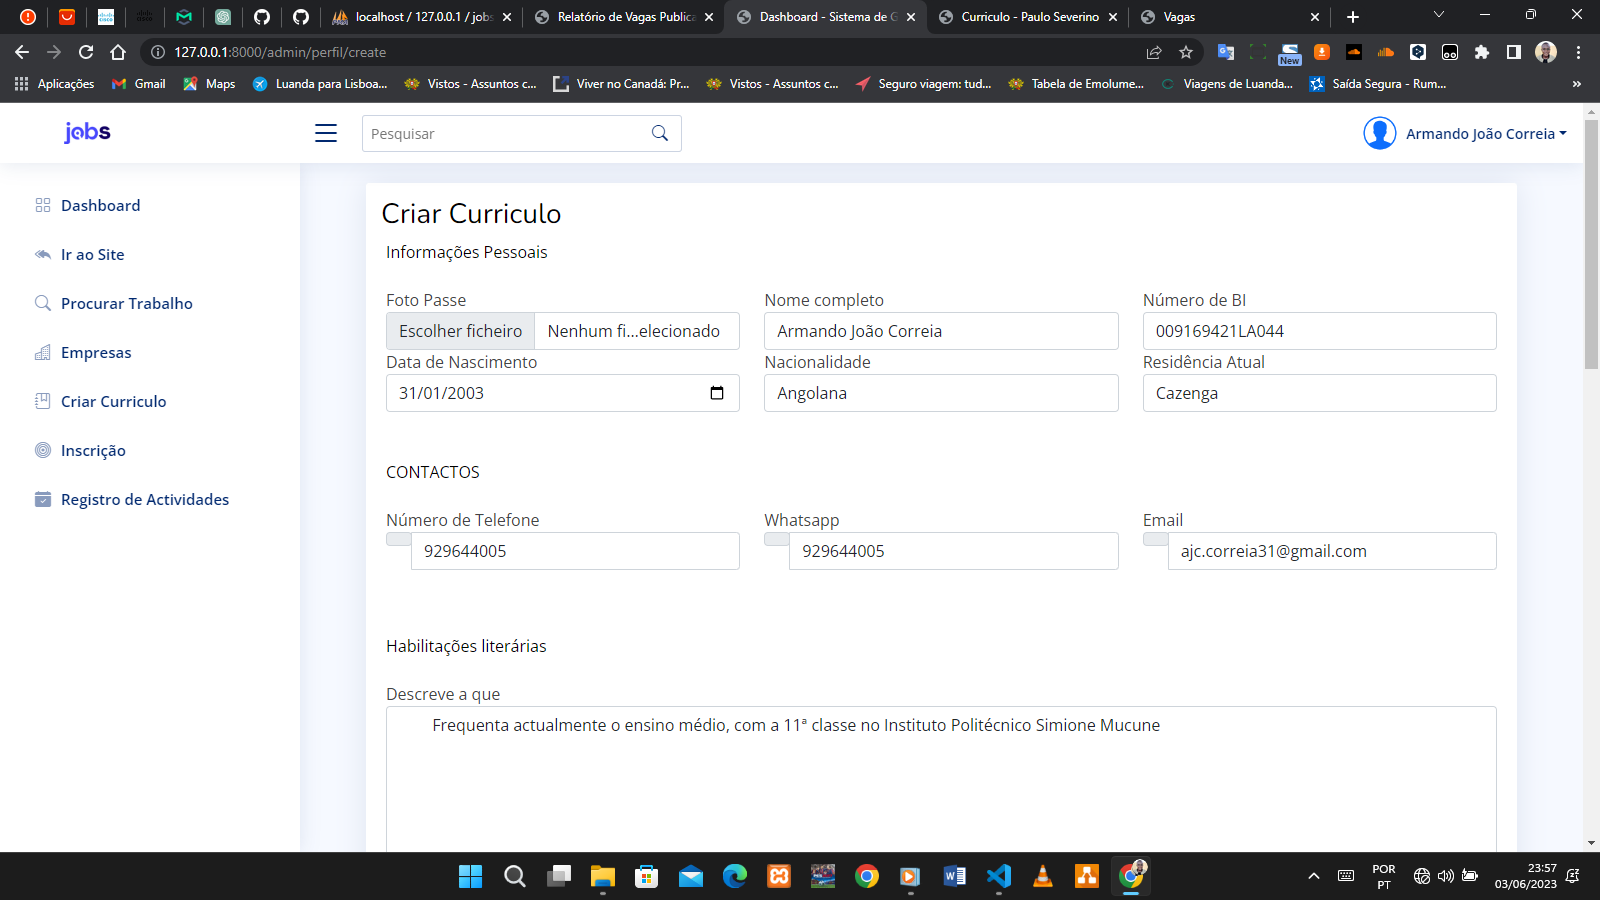 localhost / 127.0.0.1 / jobs
Relatório de Vagas Publica
Dashboard - Sistema de G
Curriculo - Paulo Severino
Vagas
127.0.0.1:8000/admin/perfil/create
New
Aplicações
Gmail
Maps
Luanda para Lisboa...
Vistos - Assuntos c...
Viver no Canadá: Pr...
Vistos - Assuntos c...
Seguro viagem: tud...
Tabela de Emolume...
Viagens de Luanda...
Saída Segura - Rum...
»
jobs
Pesquisar
Armando João Correia
Dashboard
Ir ao Site
Procurar Trabalho
Empresas
Criar Curriculo
Inscrição
Registro de Actividades
Criar Curriculo
Informações Pessoais
Foto Passe
Nome completo
Número de BI
Escolher ficheiro
Nenhum fi...elecionado
Armando João Correia
009169421LA044
Data de Nascimento
Nacionalidade
Residência Atual
31/01/2003
Angolana
Cazenga
CONTACTOS
Número de Telefone
Whatsapp
Email
929644005
929644005
ajc.correia31@gmail.com
Habilitações literárias
Descreve a que
Frequenta actualmente o ensino médio, com a 11ª classe no Instituto Politécnico Simione Mucune
POR
PT
23:57
03/06/2023